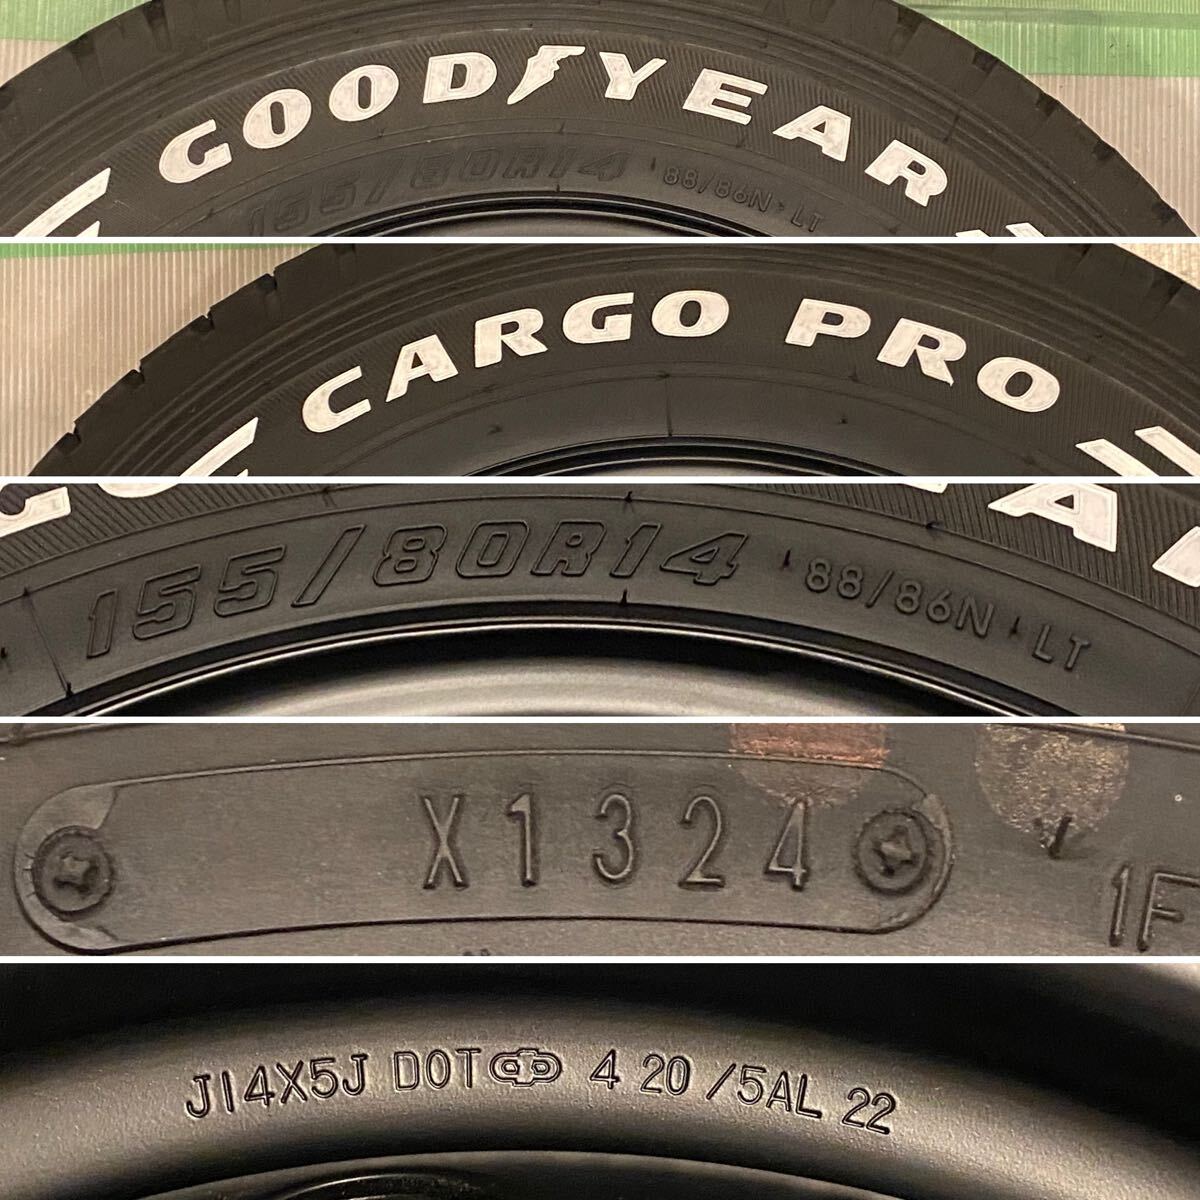 GOODYEAR
155/80R14 88/86N LT
CARGO PRO
155/80R14 88/86N LT
X1324
1F
J14X5J DOT 4 20 /5AL 22